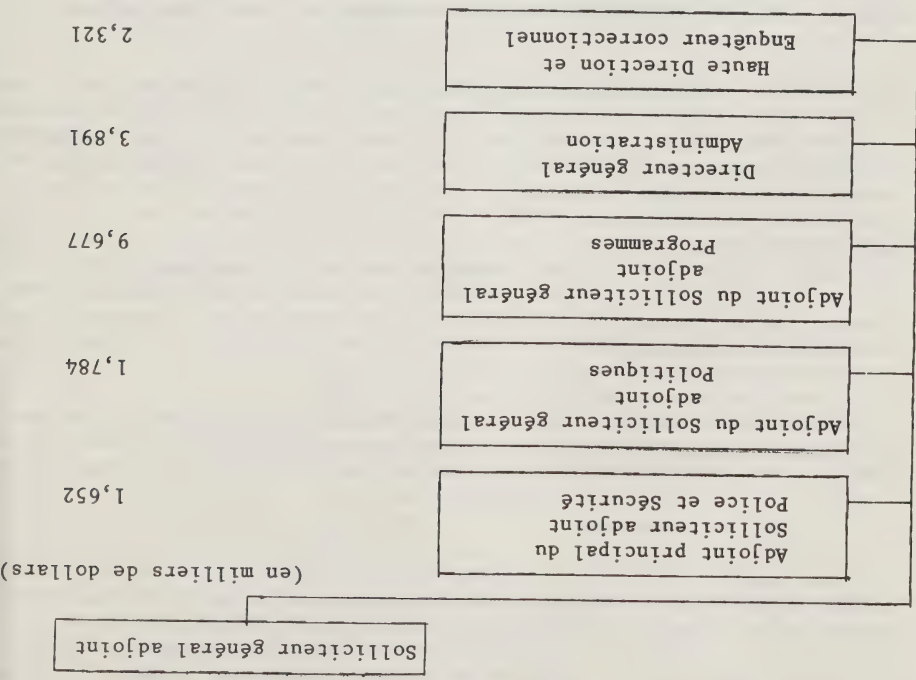 Solliciteur général adjoint
(en milliers de dollars)
Adjoint principal du
Solliciteur adjoint
Police et Sécurité
1,652
Adjoint du Solliciteur général
adjoint
Politiques
1,784
Adjoint du Solliciteur général
adjoint
Programmes
9,677
Directeur général
Administration
3,891
Haute Direction et
Enquêteur correctionnel
2,321